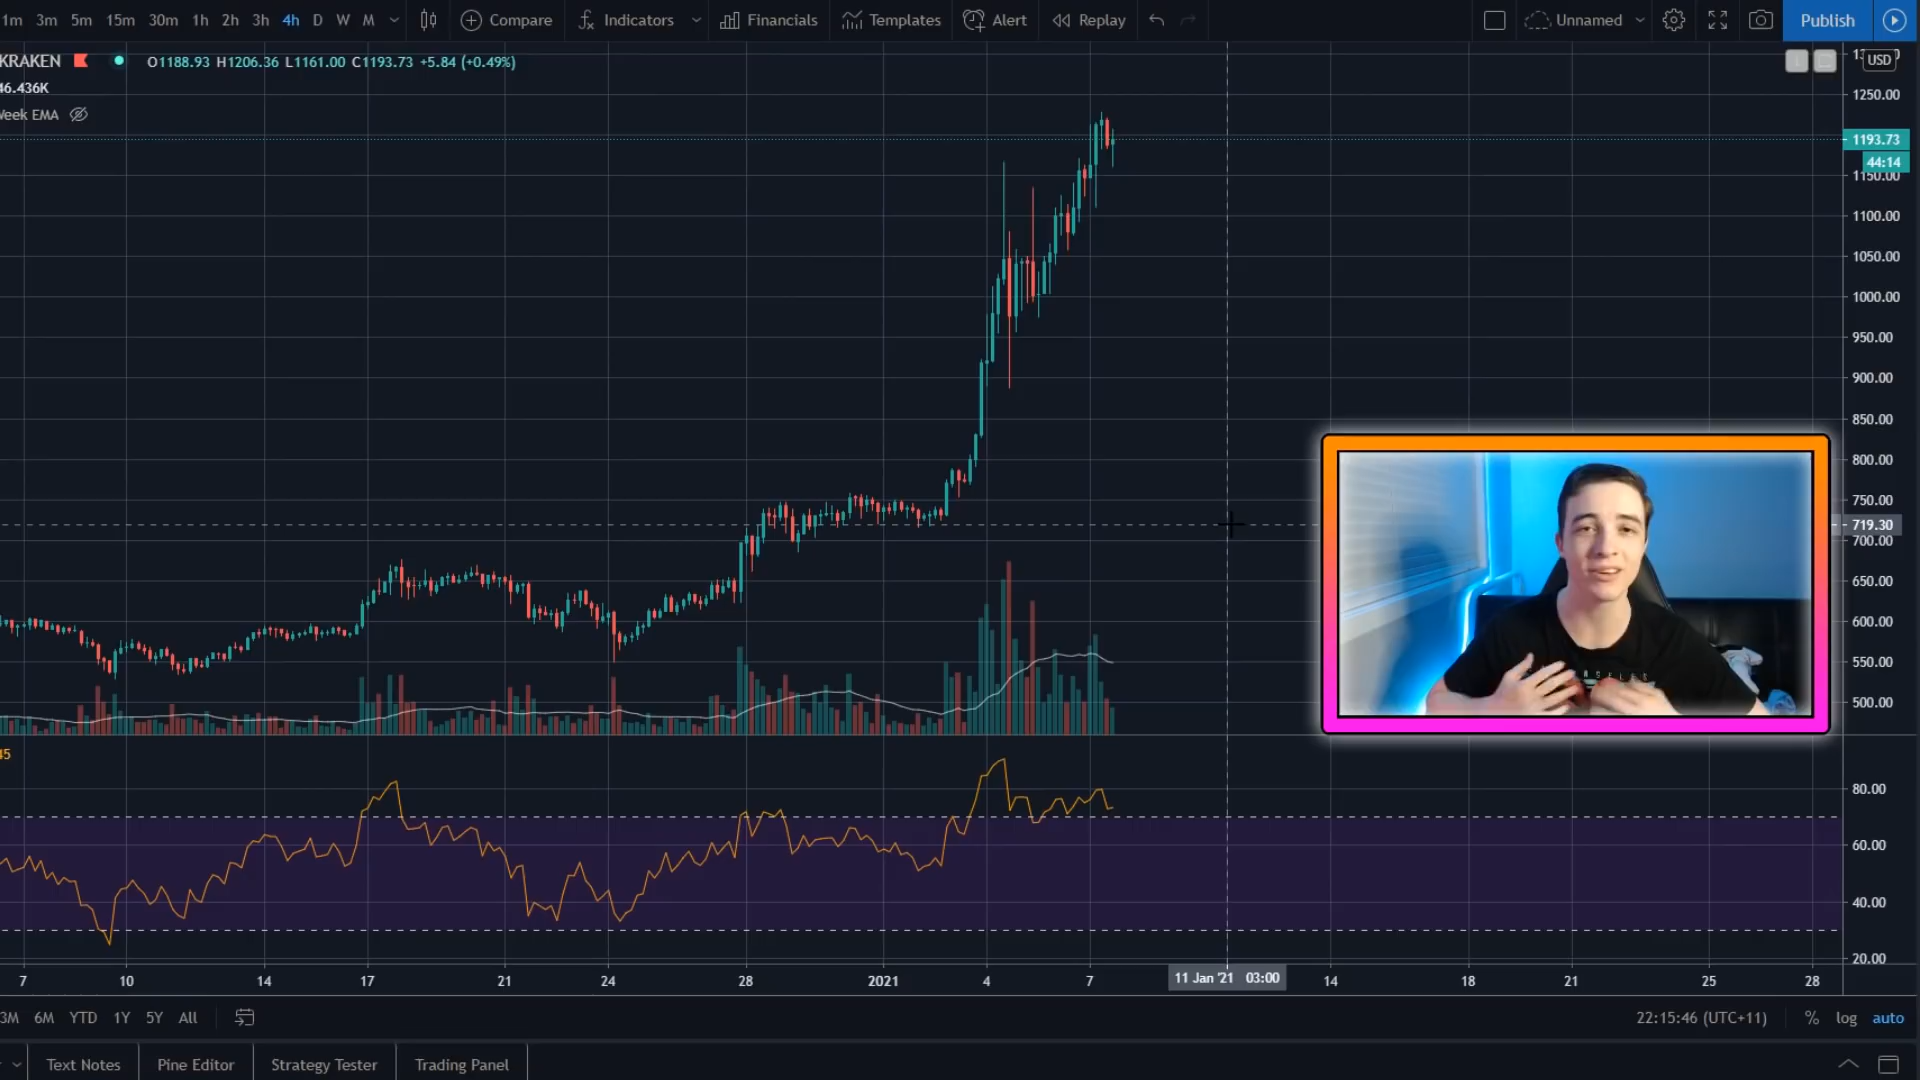 1m 3m 5m 15m 30m 1h 2h 3h 4h D W M Compare Indicators Financials Templates Alert Replay Unnamed Publish
KRAKEN O1188.93 H1206.36 L1161.00 C1193.73 +5.84 (+0.49%)
46.436K
Week EMA
USD
1250.00
1193.73
44:14
1150.00
1100.00
1050.00
1000.00
950.00
900.00
850.00
800.00
750.00
719.30
700.00
650.00
600.00
550.00
500.00
45
80.00
60.00
40.00
20.00
7 10 14 17 21 24 28 2021 4 7 11 Jan '21 03:00 14 18 21 25 28
3M 6M YTD 1Y 5Y All 22:15:46 (UTC+11) % log auto
Text Notes Pine Editor Strategy Tester Trading Panel